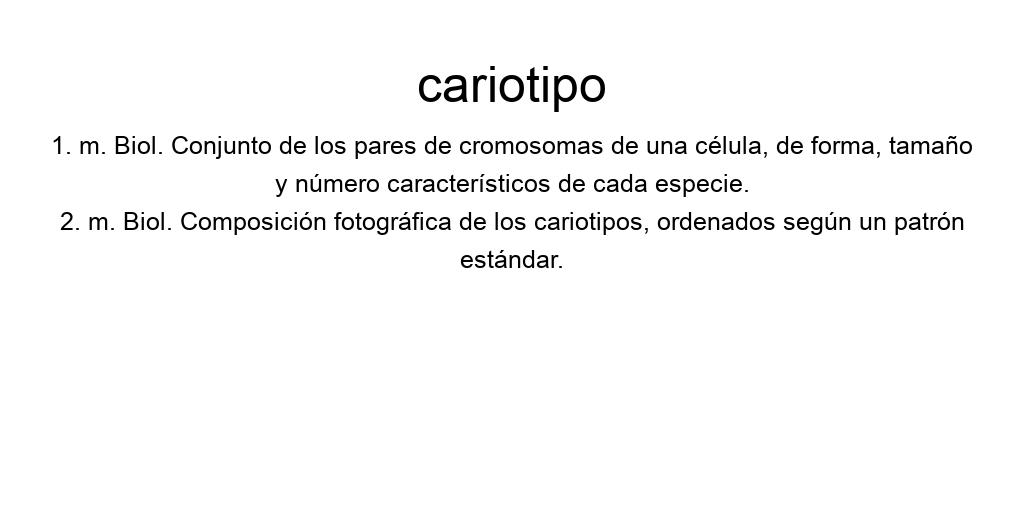 cariotipo
1. m. Biol. Conjunto de los pares de cromosomas de una célula, de forma, tamaño
y número característicos de cada especie.
2. m. Biol. Composición fotográfica de los cariotipos, ordenados según un patrón
estándar.